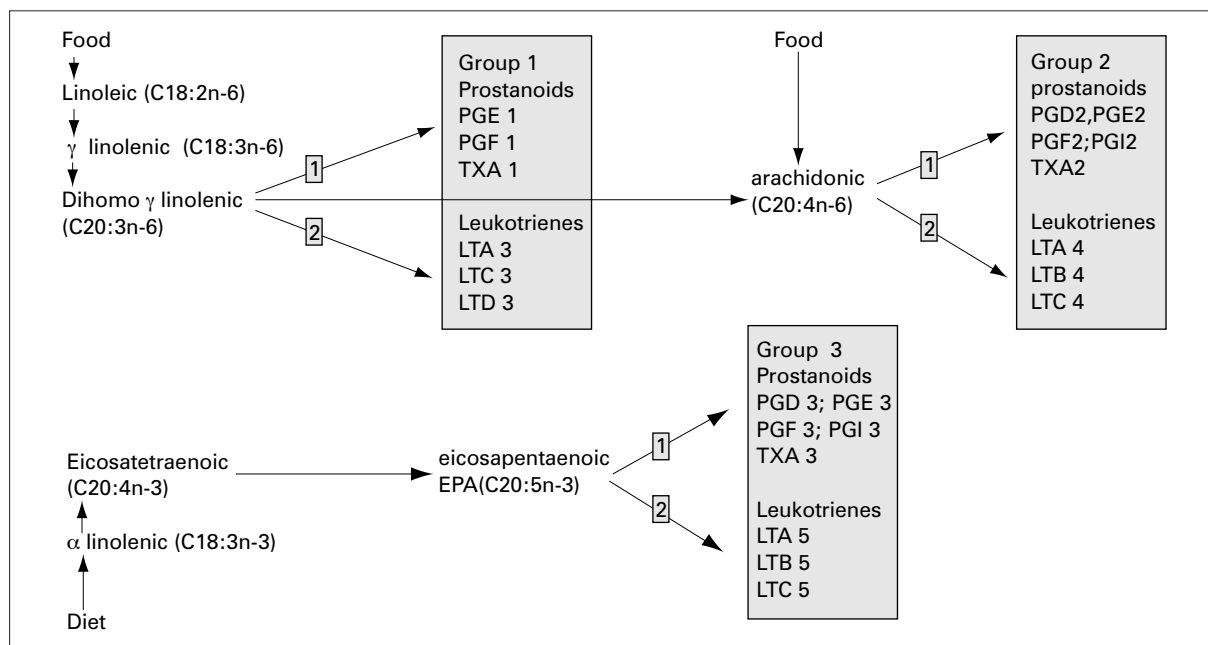 Food
Linoleic (C18:2n-6)
γ linolenic (C18:3n-6)
Dihomo γ linolenic
(C20:3n-6)
1
2
Group 1
Prostanoids
PGE 1
PGF 1
TXA 1
Leukotrienes
LTA 3
LTC 3
LTD 3
Food
arachidonic
(C20:4n-6)
1
2
Group 2
prostanoids
PGD2,PGE2
PGF2;PGI2
TXA2
Leukotrienes
LTA 4
LTB 4
LTC 4
Eicosatetraenoic
(C20:4n-3)
α linolenic (C18:3n-3)
Diet
eicosapentaenoic
EPA(C20:5n-3)
1
2
Group 3
Prostanoids
PGD 3; PGE 3
PGF 3; PGI 3
TXA 3
Leukotrienes
LTA 5
LTB 5
LTC 5